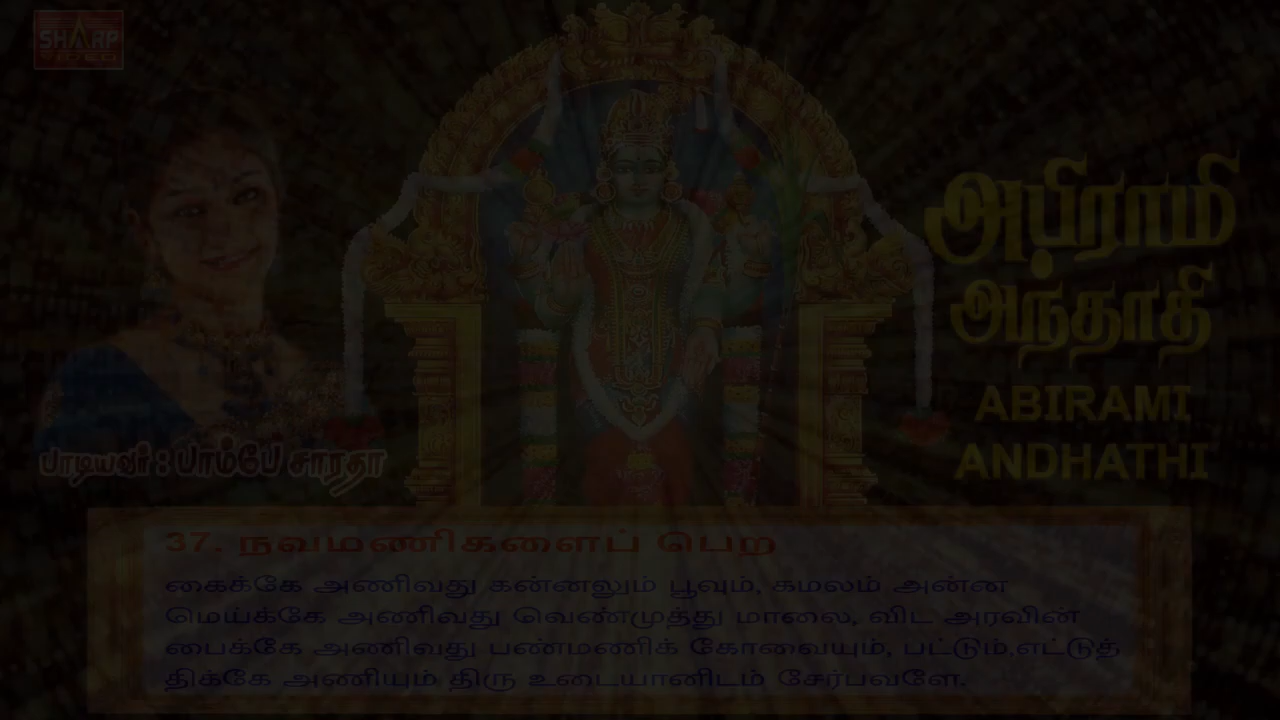 SHARP
VIDEO
அபிராமி
அந்தாதி
ABIRAMI
ANDHATHI
பாடியவர் : பாம்பே சாரதா
37. நவமணிகளைப் பெற
கைக்கே அணிவது கன்னலும் பூவும், கமலம் அன்ன
மெய்க்கே அணிவது வெண்முத்து மாலை, விட அரவின்
பைக்கே அணிவது பண்மணிக் கோவையும், பட்டும்,எட்டுத்
திக்கே அணியும் திரு உடையானிடம் சேர்பவளே.